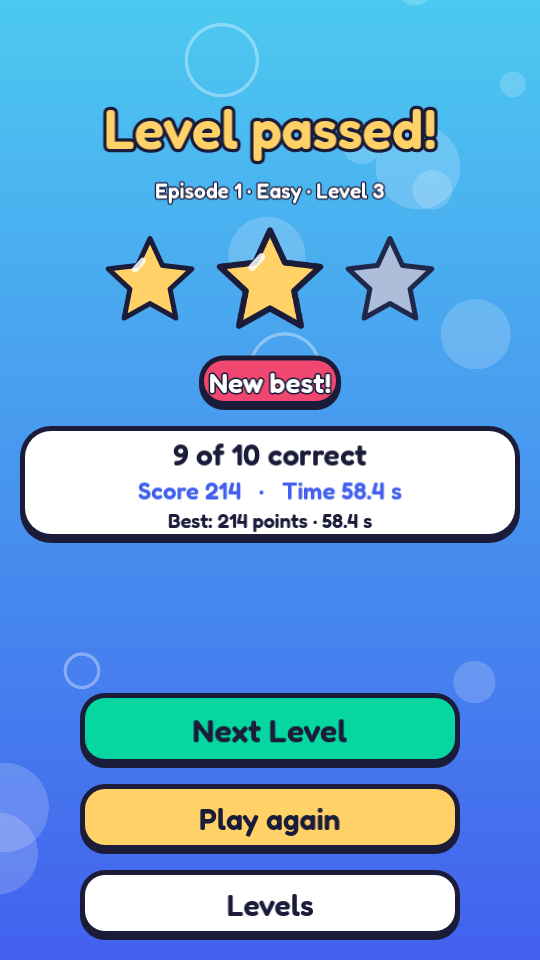 Level passed!
Episode 1 · Easy · Level 3
New best!
9 of 10 correct
Score 214 · Time 58.4 s
Best: 214 points · 58.4 s
Next Level
Play again
Levels